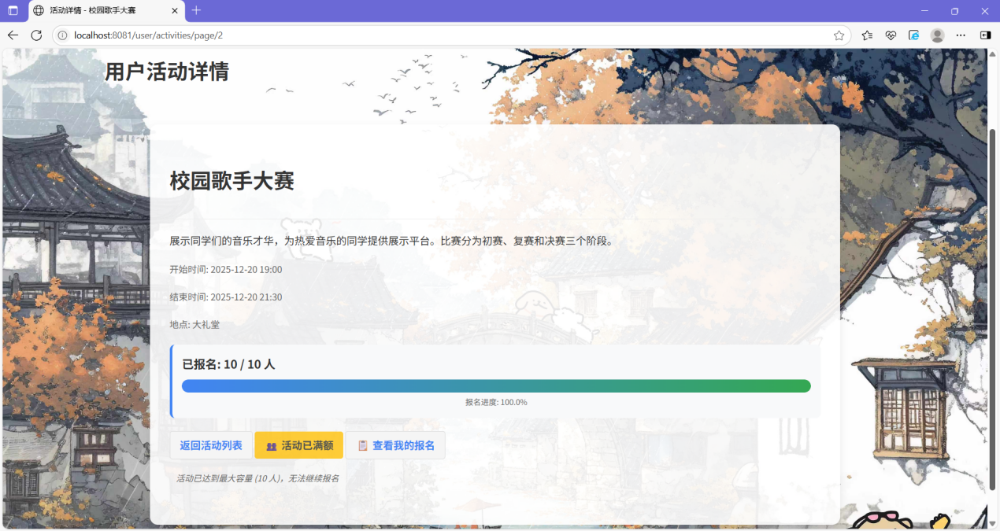 活动详情 - 校园歌手大赛
localhost:8081/user/activities/page/2
用户活动详情
校园歌手大赛
展示同学们的音乐才华，为热爱音乐的同学提供展示平台。比赛分为初赛、复赛和决赛三个阶段。
开始时间: 2025-12-20 19:00
结束时间: 2025-12-20 21:30
地点: 大礼堂
已报名: 10 / 10 人
报名进度: 100.0%
返回活动列表 活动已满额 查看我的报名
活动已达到最大容量 (10 人)，无法继续报名